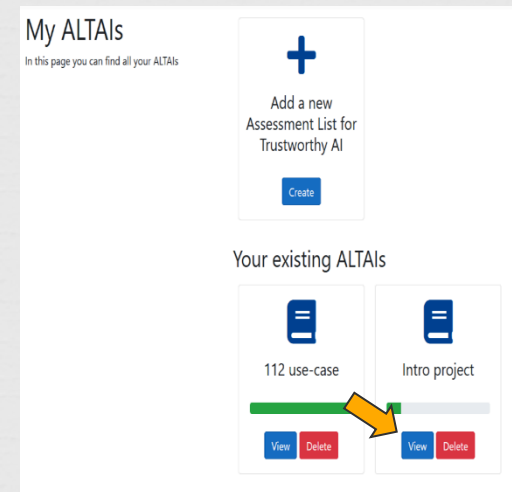 My ALTAIs
In this page you can find all your ALTAIs
Add a new
Assessment List for
Trustworthy AI
Create
Your existing ALTAIs
112 use-case
View Delete
Intro project
View Delete